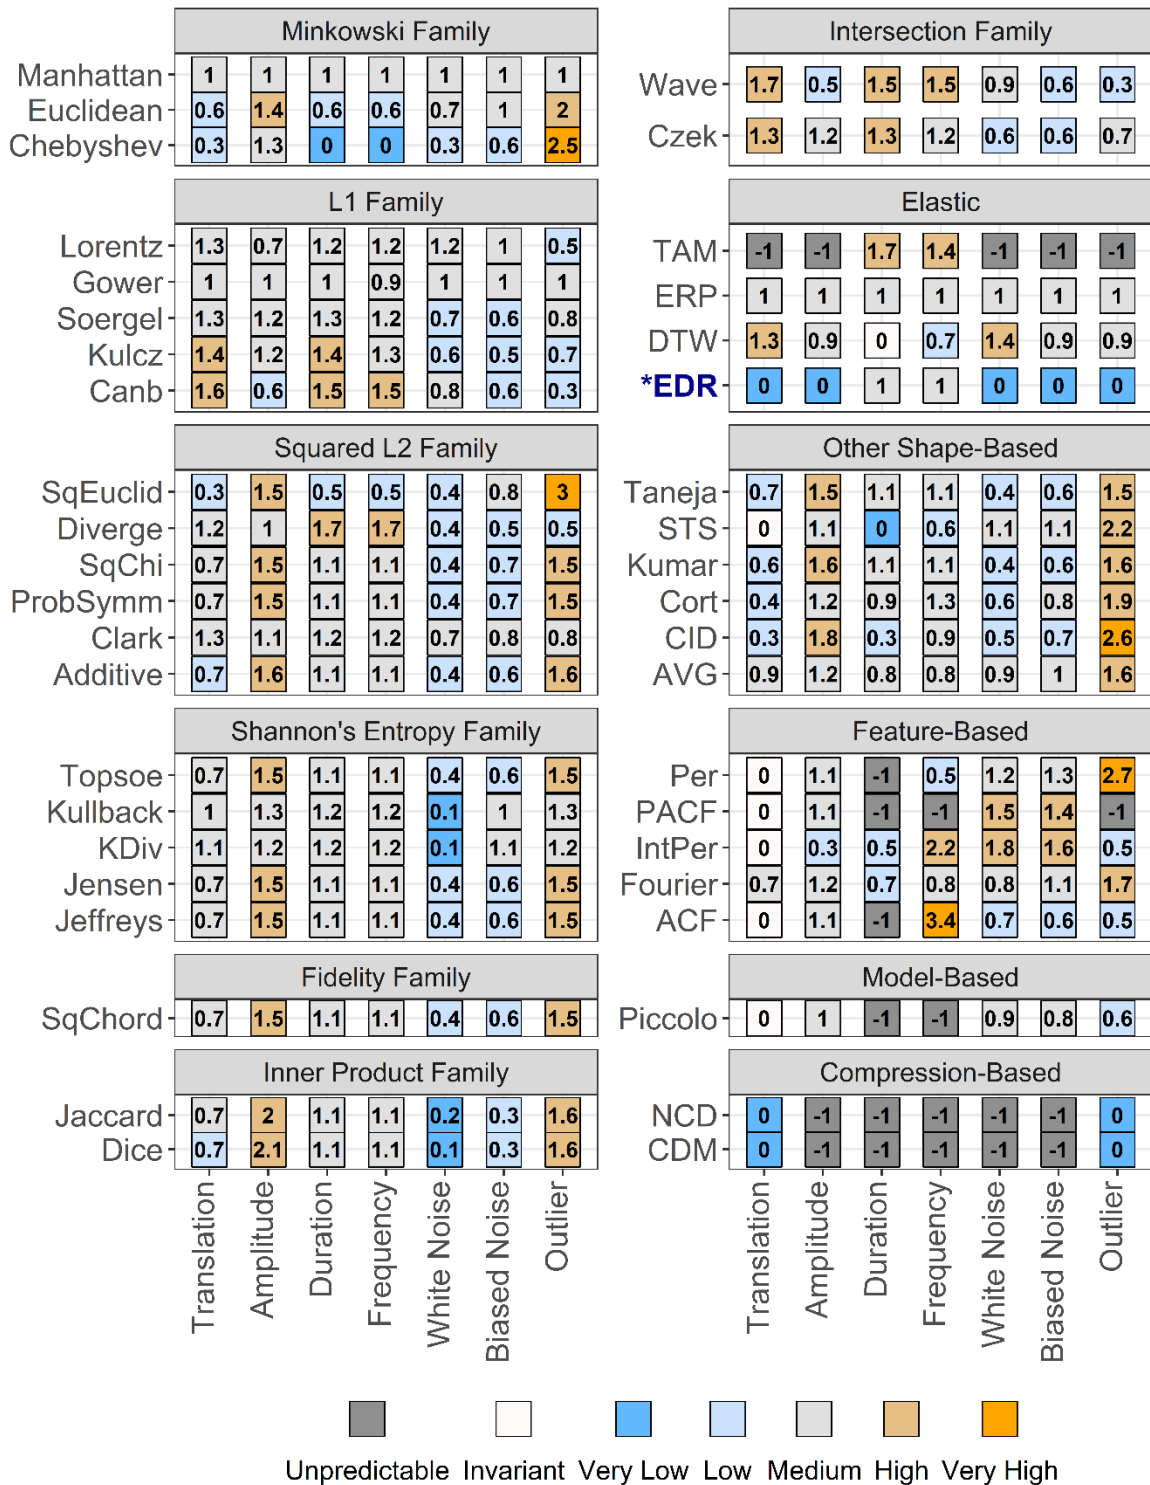 Minkowski Family
Manhattan 1 1 1 1 1 1 1
Euclidean 0.6 1.4 0.6 0.6 0.7 1 2
Chebyshev 0.3 1.3 0 0 0.3 0.6 2.5
L1 Family
Lorentz 1.3 0.7 1.2 1.2 1.2 1 0.5
Gower 1 1 1 0.9 1 1 1
Soergel 1.3 1.2 1.3 1.2 0.7 0.6 0.8
Kulcz 1.4 1.2 1.4 1.3 0.6 0.5 0.7
Canb 1.6 0.6 1.5 1.5 0.8 0.6 0.3
Squared L2 Family
SqEuclid 0.3 1.5 0.5 0.5 0.4 0.8 3
Diverge 1.2 1 1.7 1.7 0.4 0.5 0.5
SqChi 0.7 1.5 1.1 1.1 0.4 0.7 1.5
ProbSymm 0.7 1.5 1.1 1.1 0.4 0.7 1.5
Clark 1.3 1.1 1.2 1.2 0.7 0.8 0.8
Additive 0.7 1.6 1.1 1.1 0.4 0.6 1.6
Shannon's Entropy Family
Topsoe 0.7 1.5 1.1 1.1 0.4 0.6 1.5
Kullback 1 1.3 1.2 1.2 0.1 1 1.3
KDiv 1.1 1.2 1.2 1.2 0.1 1.1 1.2
Jensen 0.7 1.5 1.1 1.1 0.4 0.6 1.5
Jeffreys 0.7 1.5 1.1 1.1 0.4 0.6 1.5
Fidelity Family
SqChord 0.7 1.5 1.1 1.1 0.4 0.6 1.5
Inner Product Family
Jaccard 0.7 2 1.1 1.1 0.2 0.3 1.6
Dice 0.7 2.1 1.1 1.1 0.1 0.3 1.6
Translation
Amplitude
Duration
Frequency
White Noise
Biased Noise
Outlier
Intersection Family
Wave 1.7 0.5 1.5 1.5 0.9 0.6 0.3
Czek 1.3 1.2 1.3 1.2 0.6 0.6 0.7
Elastic
TAM -1 -1 1.7 1.4 -1 -1 -1
ERP 1 1 1 1 1 1 1
DTW 1.3 0.9 0 0.7 1.4 0.9 0.9
*EDR 0 0 1 1 0 0 0
Other Shape-Based
Taneja 0.7 1.5 1.1 1.1 0.4 0.6 1.5
STS 0 1.1 0 0.6 1.1 1.1 2.2
Kumar 0.6 1.6 1.1 1.1 0.4 0.6 1.6
Cort 0.4 1.2 0.9 1.3 0.6 0.8 1.9
CID 0.3 1.8 0.3 0.9 0.5 0.7 2.6
AVG 0.9 1.2 0.8 0.8 0.9 1 1.6
Feature-Based
Per 0 1.1 -1 0.5 1.2 1.3 2.7
PACF 0 1.1 -1 -1 1.5 1.4 -1
IntPer 0 0.3 0.5 2.2 1.8 1.6 0.5
Fourier 0.7 1.2 0.7 0.8 0.8 1.1 1.7
ACF 0 1.1 -1 3.4 0.7 0.6 0.5
Model-Based
Piccolo 0 1 -1 -1 0.9 0.8 0.6
Compression-Based
NCD 0 -1 -1 -1 -1 -1 0
CDM 0 -1 -1 -1 -1 -1 0
Translation
Amplitude
Duration
Frequency
White Noise
Biased Noise
Outlier
Unpredictable Invariant Very Low Low Medium High Very High